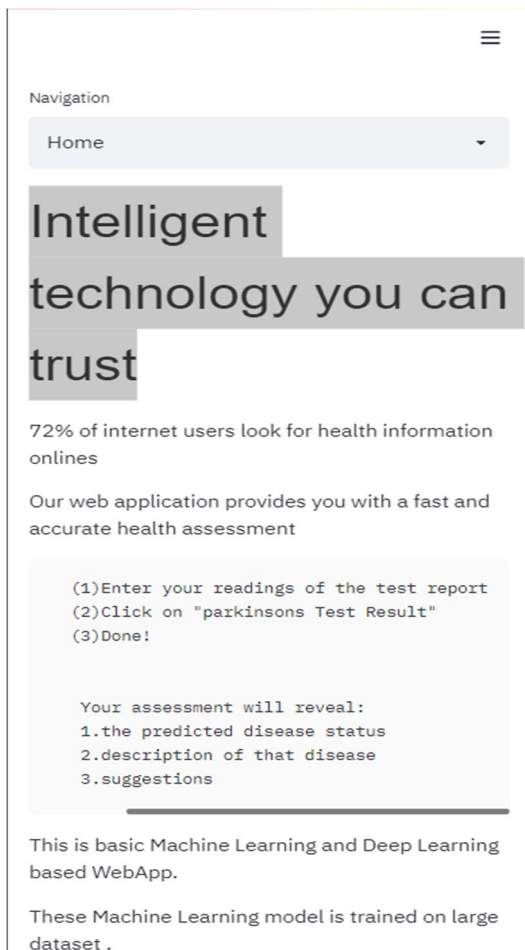 Navigation
Home
Intelligent
technology you can
trust
72% of internet users look for health information
onlines
Our web application provides you with a fast and
accurate health assessment
(1)Enter your readings of the test report
(2)Click on "parkinsons Test Result"
(3)Done!
Your assessment will reveal:
1.the predicted disease status
2.description of that disease
3.suggestions
This is basic Machine Learning and Deep Learning
based WebApp.
These Machine Learning model is trained on large
dataset .